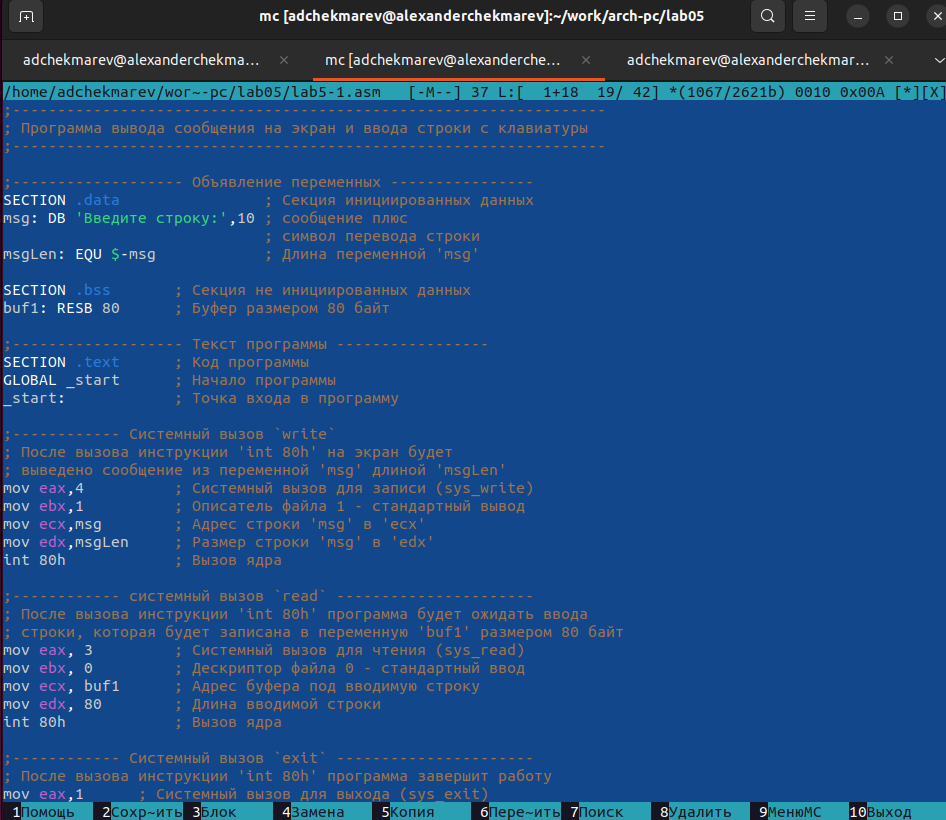 mc [adchekmarev@alexanderchekmarev]:~/work/arch-pc/lab05
adchekmarev@alexanderchekma... × mc [adchekmarev@alexanderche... × adchekmarev@alexanderchekmar... ×
/home/adchekmarev/wor~-pc/lab05/lab5-1.asm   [-M--] 37 L:[  1+18  19/ 42] *(1067/2621b) 0010 0x00A [*][X]
;------------------------------------------------------------------
; Программа вывода сообщения на экран и ввода строки с клавиатуры
;------------------------------------------------------------------
;------------------- Объявление переменных ----------------
SECTION .data                ; Секция инициированных данных
msg: DB 'Введите строку:',10 ; сообщение плюс
                             ; символ перевода строки
msgLen: EQU $-msg            ; Длина переменной 'msg'
SECTION .bss       ; Секция не инициированных данных
buf1: RESB 80      ; Буфер размером 80 байт
;------------------- Текст программы -----------------
SECTION .text      ; Код программы
GLOBAL _start      ; Начало программы
_start:            ; Точка входа в программу
;------------ Системный вызов `write`
; После вызова инструкции 'int 80h' на экран будет
; выведено сообщение из переменной 'msg' длиной 'msgLen'
mov eax,4          ; Системный вызов для записи (sys_write)
mov ebx,1          ; Описатель файла 1 - стандартный вывод
mov ecx,msg        ; Адрес строки 'msg' в 'ecx'
mov edx,msgLen     ; Размер строки 'msg' в 'edx'
int 80h            ; Вызов ядра
;------------ системный вызов `read` ----------------------
; После вызова инструкции 'int 80h' программа будет ожидать ввода
; строки, которая будет записана в переменную 'buf1' размером 80 байт
mov eax, 3         ; Системный вызов для чтения (sys_read)
mov ebx, 0         ; Дескриптор файла 0 - стандартный ввод
mov ecx, buf1      ; Адрес буфера под вводимую строку
mov edx, 80        ; Длина вводимой строки
int 80h            ; Вызов ядра
;------------ Системный вызов `exit` ----------------------
; После вызова инструкции 'int 80h' программа завершит работу
mov eax,1      ; Системный вызов для выхода (sys_exit)
1Помощь 2Сохр~ить 3Блок 4Замена 5Копия 6Пере~ить 7Поиск 8Удалить 9МенюМС 10Выход